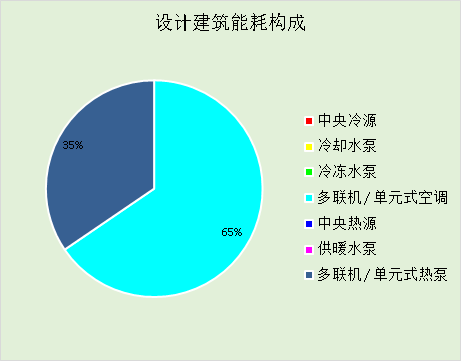 设计建筑能耗构成
35%
65%
中央冷源
冷却水泵
冷冻水泵
多联机/单元式空调
中央热源
供暖水泵
多联机/单元式热泵